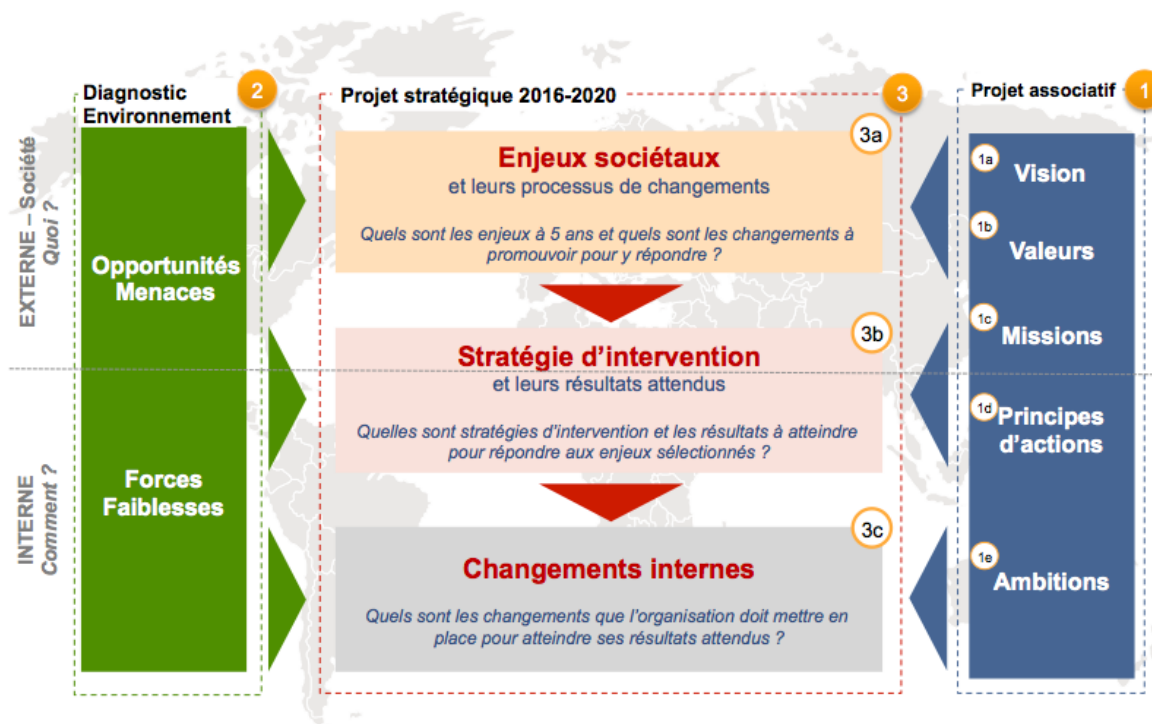 Diagnostic
Environnement
2
Opportunités
Menaces
Forces
Faiblesses
EXTERNE – Société
Quoi ?
INTERNE
Comment ?
Projet stratégique 2016-2020
3
3a
Enjeux sociétaux
et leurs processus de changements
Quels sont les enjeux à 5 ans et quels sont les changements à
promouvoir pour y répondre ?
3b
Stratégie d’intervention
et leurs résultats attendus
Quelles sont stratégies d’intervention et les résultats à atteindre
pour répondre aux enjeux sélectionnés ?
3c
Changements internes
Quels sont les changements que l’organisation doit mettre en
place pour atteindre ses résultats attendus ?
Projet associatif
1
1a
Vision
1b
Valeurs
1c
Missions
1d
Principes
d’actions
1e
Ambitions